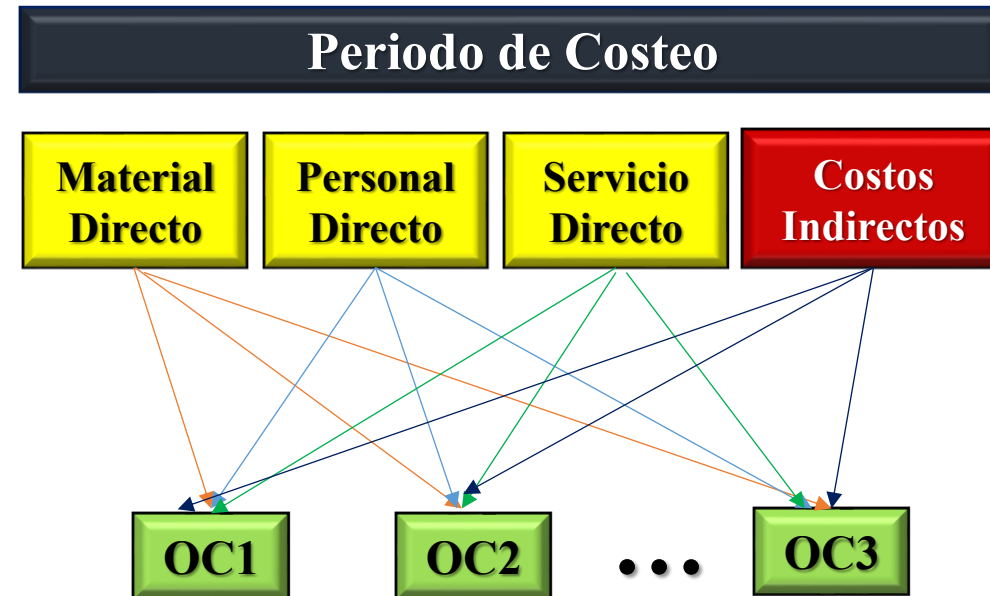 Periodo de Costeo
Material
Directo
Personal
Directo
Servicio
Directo
Costos
Indirectos
OC1
OC2
...
OC3